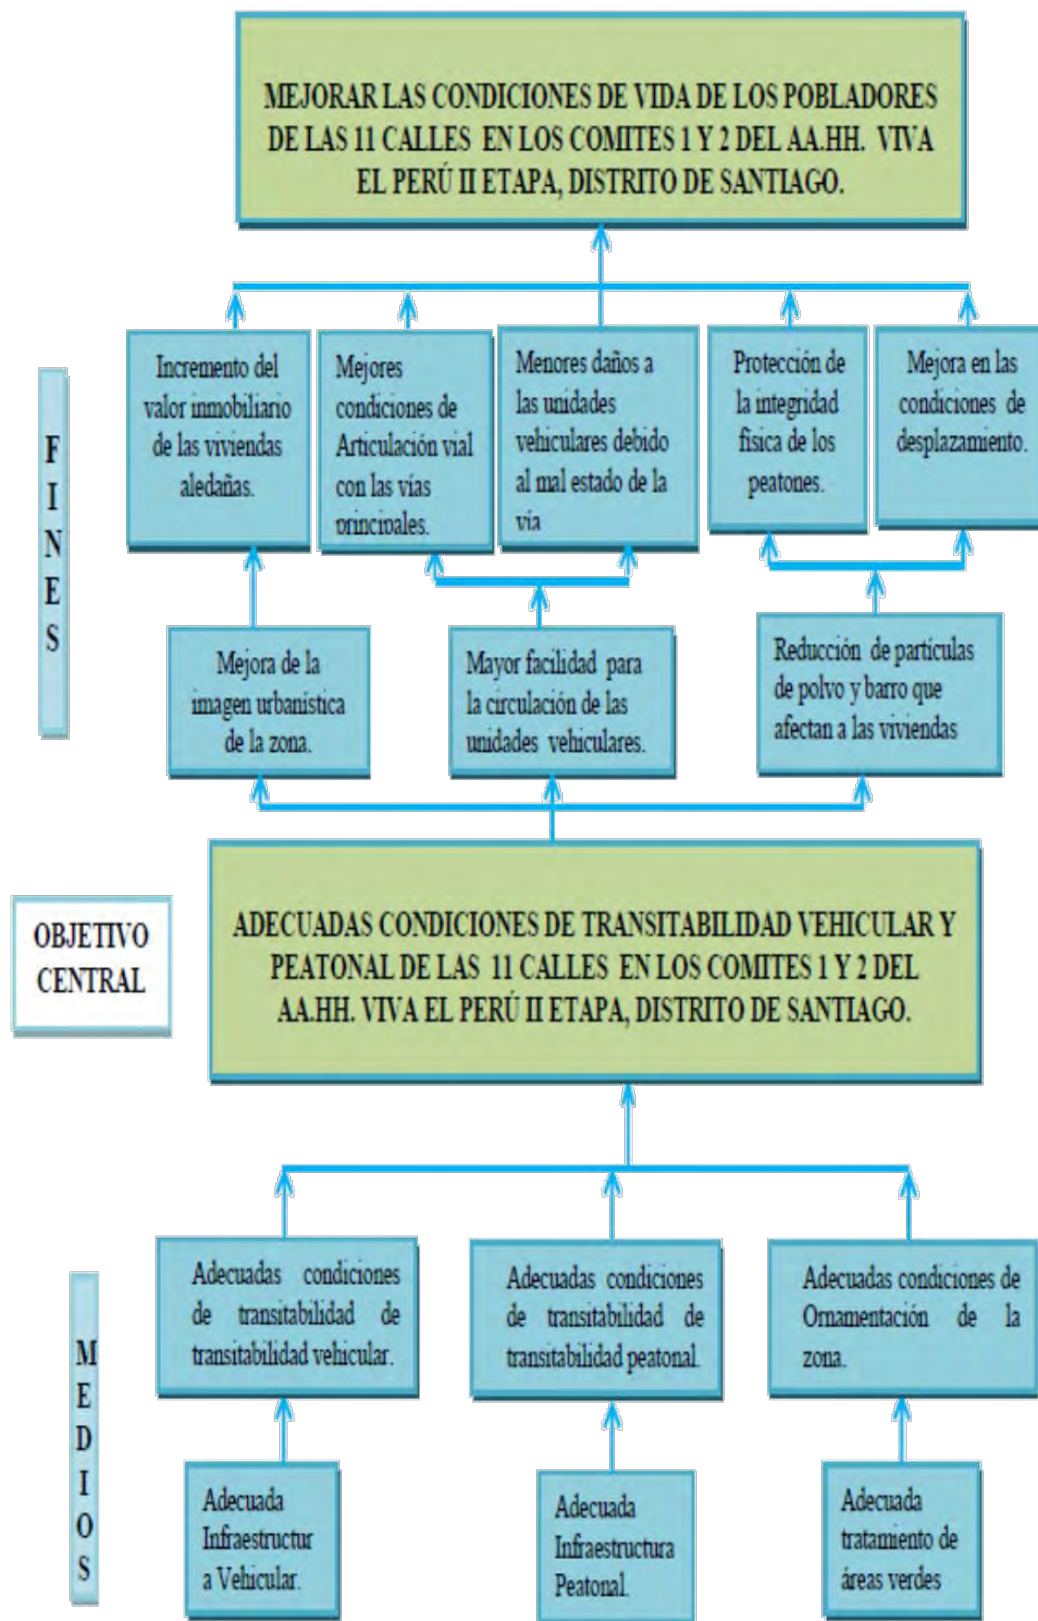 MEJORAR LAS CONDICIONES DE VIDA DE LOS POBLADORES
DE LAS 11 CALLES EN LOS COMITES 1 Y 2 DEL AA.HH. VIVA
EL PERÚ II ETAPA, DISTRITO DE SANTIAGO.
F
I
N
E
S
Incremento del
valor inmobiliario
de las viviendas
aledañas.
Mejores
condiciones de
Articulación vial
con las vías
principales.
Menores daños a
las unidades
vehiculares debido
al mal estado de la
vía
Protección de
la integridad
física de los
peatones.
Mejora en las
condiciones de
desplazamiento.
Mejora de la
imagen urbanística
de la zona.
Mayor facilidad para
la circulación de las
unidades vehiculares.
Reducción de partículas
de polvo y barro que
afectan a las viviendas
OBJETIVO
CENTRAL
ADECUADAS CONDICIONES DE TRANSITABILIDAD VEHICULAR Y
PEATONAL DE LAS 11 CALLES EN LOS COMITES 1 Y 2 DEL
AA.HH. VIVA EL PERÚ II ETAPA, DISTRITO DE SANTIAGO.
M
E
D
I
O
S
Adecuadas condiciones
de transitabilidad de
transitabilidad vehicular.
Adecuadas condiciones
de transitabilidad de
transitabilidad peatonal.
Adecuadas condiciones de
Ornamentación de la
zona.
Adecuada
Infraestructur
a Vehicular.
Adecuada
Infraestructura
Peatonal.
Adecuada
tratamiento de
áreas verdes